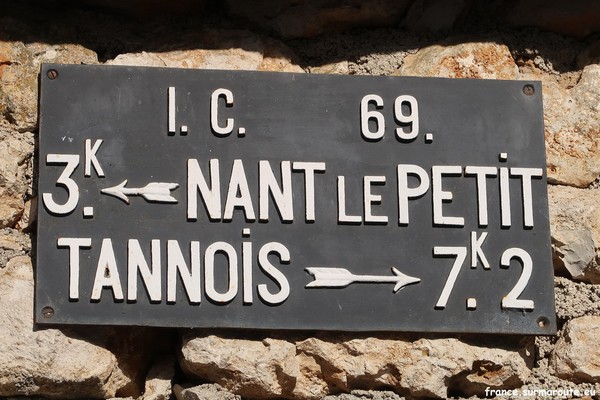 I. C. 69.
3.K NANT LE PETIT
TANNOIS 7.K 2
france.surmaroute.eu